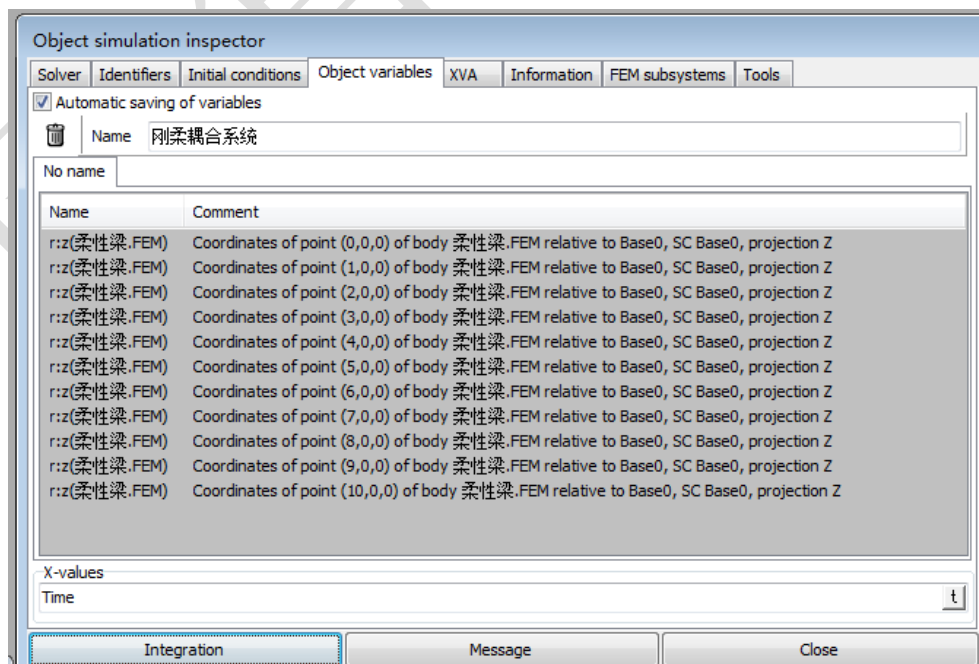 Object simulation inspector
Solver Identifiers Initial conditions Object variables XVA Information FEM subsystems Tools
Automatic saving of variables
Name 刚柔耦合系统
No name
Name Comment
r:z(柔性梁.FEM) Coordinates of point (0,0,0) of body 柔性梁.FEM relative to Base0, SC Base0, projection Z
r:z(柔性梁.FEM) Coordinates of point (1,0,0) of body 柔性梁.FEM relative to Base0, SC Base0, projection Z
r:z(柔性梁.FEM) Coordinates of point (2,0,0) of body 柔性梁.FEM relative to Base0, SC Base0, projection Z
r:z(柔性梁.FEM) Coordinates of point (3,0,0) of body 柔性梁.FEM relative to Base0, SC Base0, projection Z
r:z(柔性梁.FEM) Coordinates of point (4,0,0) of body 柔性梁.FEM relative to Base0, SC Base0, projection Z
r:z(柔性梁.FEM) Coordinates of point (5,0,0) of body 柔性梁.FEM relative to Base0, SC Base0, projection Z
r:z(柔性梁.FEM) Coordinates of point (6,0,0) of body 柔性梁.FEM relative to Base0, SC Base0, projection Z
r:z(柔性梁.FEM) Coordinates of point (7,0,0) of body 柔性梁.FEM relative to Base0, SC Base0, projection Z
r:z(柔性梁.FEM) Coordinates of point (8,0,0) of body 柔性梁.FEM relative to Base0, SC Base0, projection Z
r:z(柔性梁.FEM) Coordinates of point (9,0,0) of body 柔性梁.FEM relative to Base0, SC Base0, projection Z
r:z(柔性梁.FEM) Coordinates of point (10,0,0) of body 柔性梁.FEM relative to Base0, SC Base0, projection Z
X-values
Time t
Integration Message Close